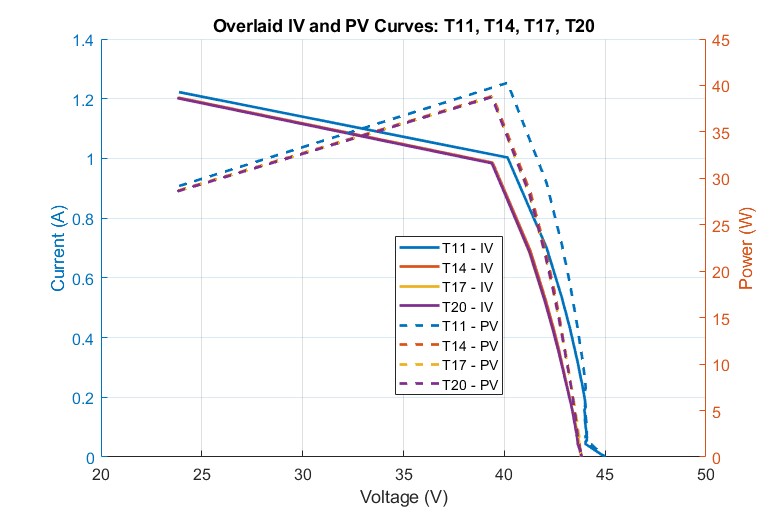 Overlaid IV and PV Curves: T11, T14, T17, T20
1.4
1.2
1
0.8
0.6
0.4
0.2
0
Current (A)
45
40
35
30
25
20
15
10
5
0
Power (W)
T11 - IV
T14 - IV
T17 - IV
T20 - IV
T11 - PV
T14 - PV
T17 - PV
T20 - PV
20 25 30 35 40 45 50
Voltage (V)